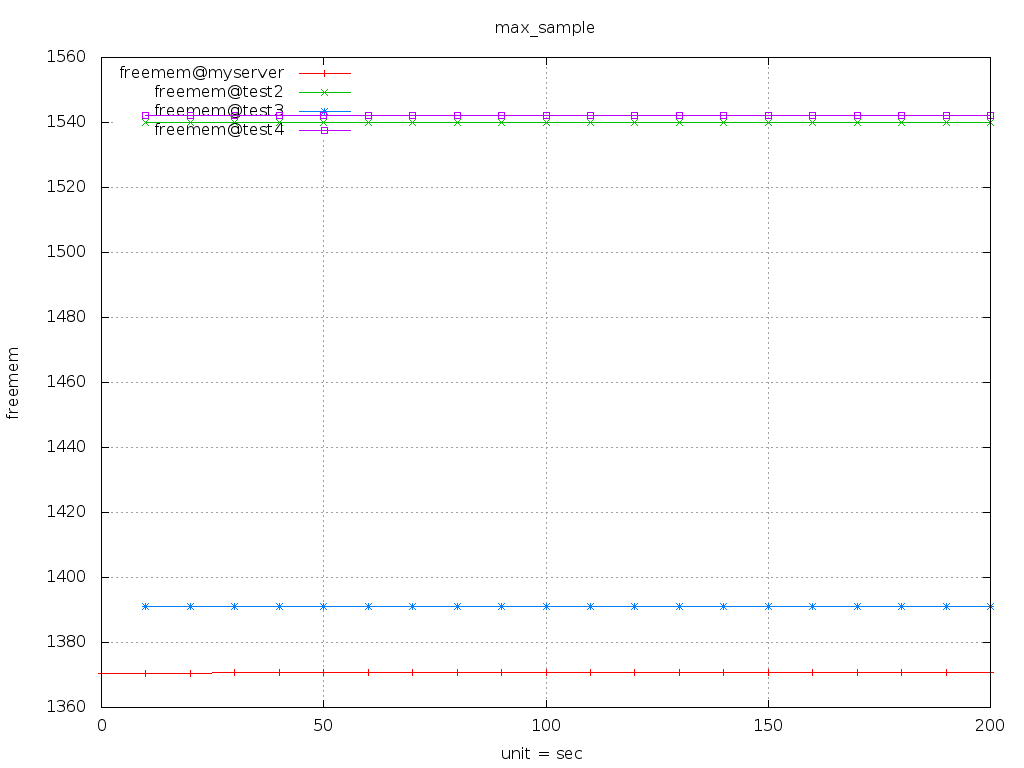 max_sample
1560
freemem@myserver
freemem@test2
freemem@test3
1540
freemem@test4
1520
1500
1480
1460
freemem
1440
1420
1400
1380
1360
0 50 100 150 200
unit = sec